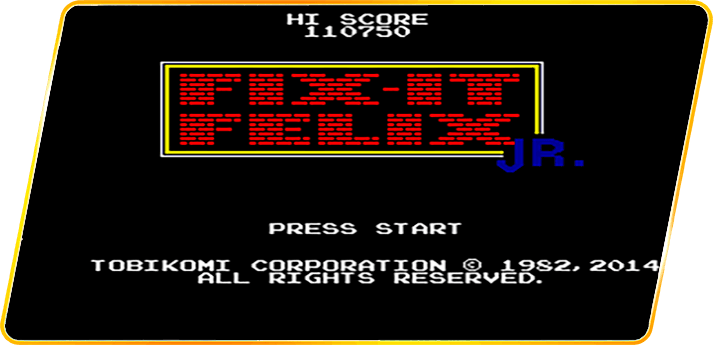 HI SCORE
110750
FIX-IT
FELIX
JR.
PRESS START
TOBIKOMI CORPORATION © 1982,2014
ALL RIGHTS RESERVED.